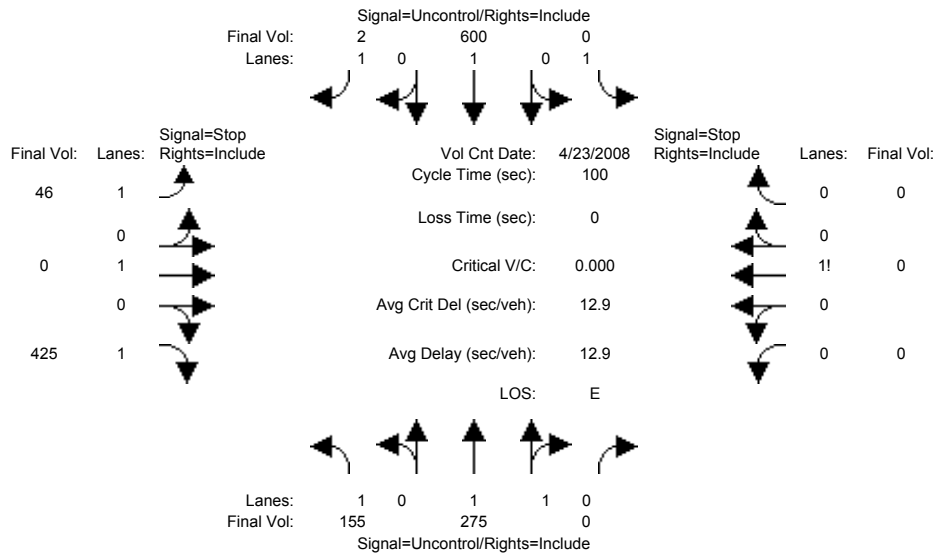 Signal=Uncontrol/Rights=Include
Final Vol: 2 600 0
Lanes: 1 0 1 0 1
Signal=Stop
Final Vol: Lanes: Rights=Include
Vol Cnt Date: 4/23/2008
Signal=Stop
Rights=Include Lanes: Final Vol:
Cycle Time (sec): 100
46 1
0 0
Loss Time (sec): 0
0
0
0 1
Critical V/C: 0.000
1! 0
0
Avg Crit Del (sec/veh): 12.9
0
425 1
Avg Delay (sec/veh): 12.9
0 0
LOS: E
Lanes: 1 0 1 1 0
Final Vol: 155 275 0
Signal=Uncontrol/Rights=Include